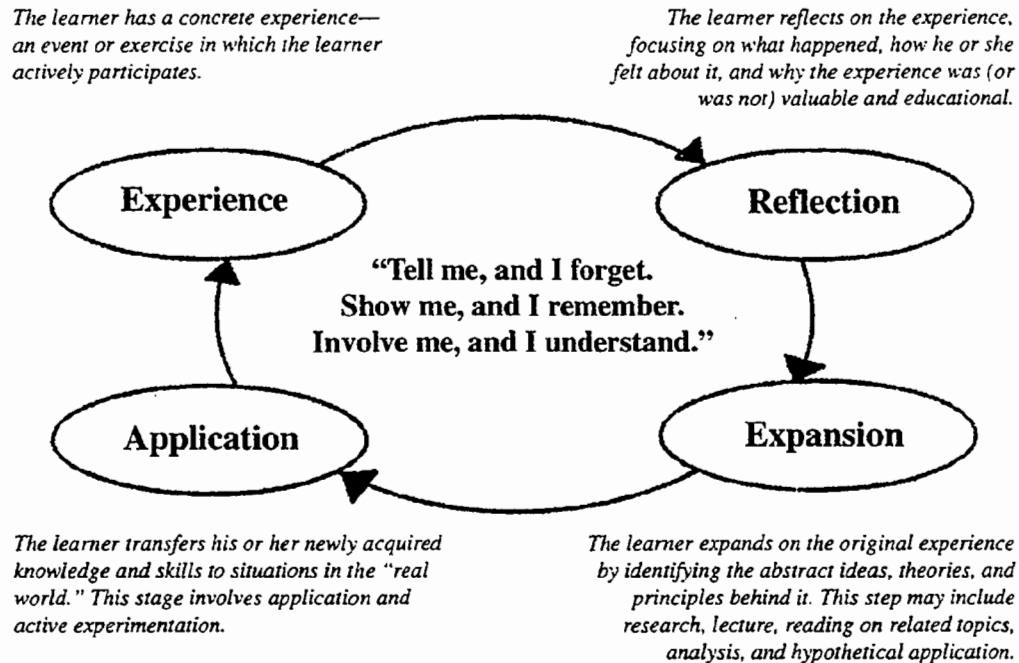 The learner has a concrete experience—
an event or exercise in which the learner
actively participates.
The learner reflects on the experience,
focusing on what happened, how he or she
felt about it, and why the experience was (or
was not) valuable and educational.
Experience
Reflection
“Tell me, and I forget.
Show me, and I remember.
Involve me, and I understand.”
Application
Expansion
The learner transfers his or her newly acquired
knowledge and skills to situations in the “real
world.” This stage involves application and
active experimentation.
The learner expands on the original experience
by identifying the abstract ideas, theories, and
principles behind it. This step may include
research, lecture, reading on related topics,
analysis, and hypothetical application.